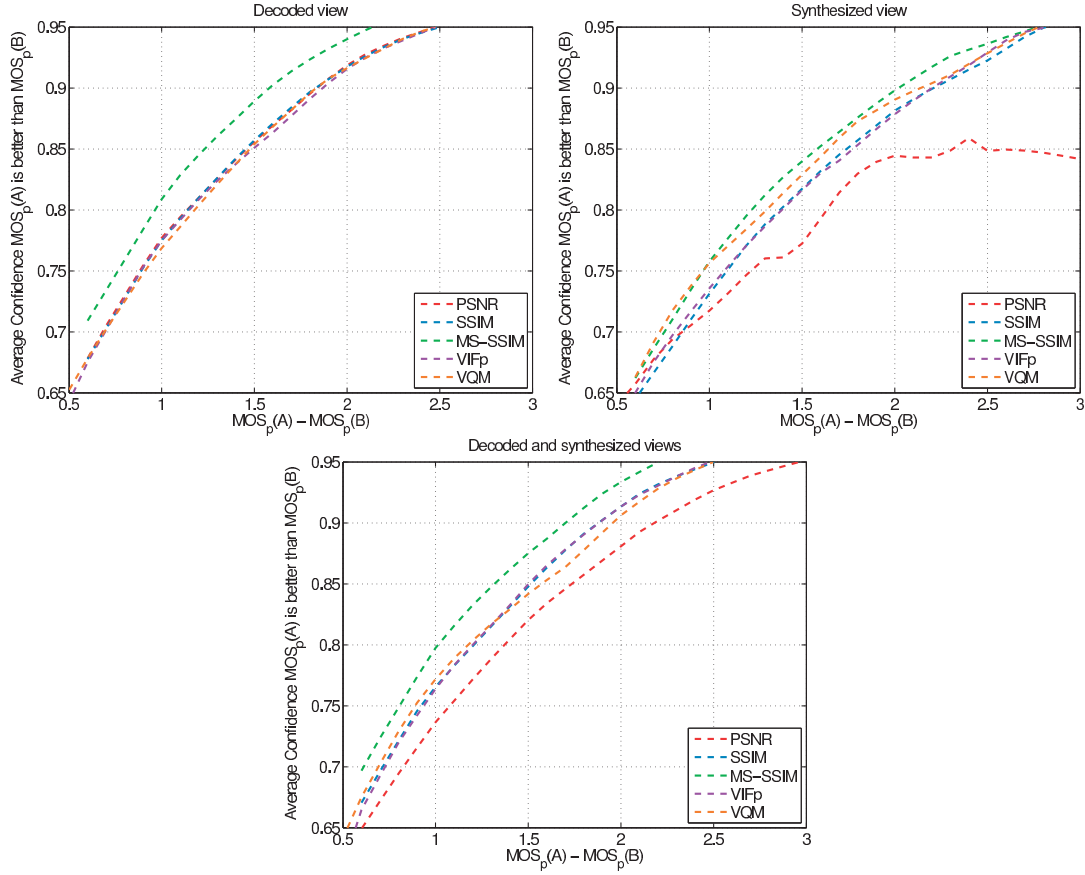 Decoded view
Average Confidence MOS_p(A) is better than MOS_p(B)
0.95
0.9
0.85
0.8
0.75
0.7
0.65
0.5
1
1.5
2
2.5
3
MOS_p(A) − MOS_p(B)
PSNR
SSIM
MS−SSIM
VIFp
VQM
Synthesized view
Average Confidence MOS_p(A) is better than MOS_p(B)
0.95
0.9
0.85
0.8
0.75
0.7
0.65
0.5
1
1.5
2
2.5
3
MOS_p(A) − MOS_p(B)
PSNR
SSIM
MS−SSIM
VIFp
VQM
Decoded and synthesized views
Average Confidence MOS_p(A) is better than MOS_p(B)
0.95
0.9
0.85
0.8
0.75
0.7
0.65
0.5
1
1.5
2
2.5
3
MOS_p(A) − MOS_p(B)
PSNR
SSIM
MS−SSIM
VIFp
VQM